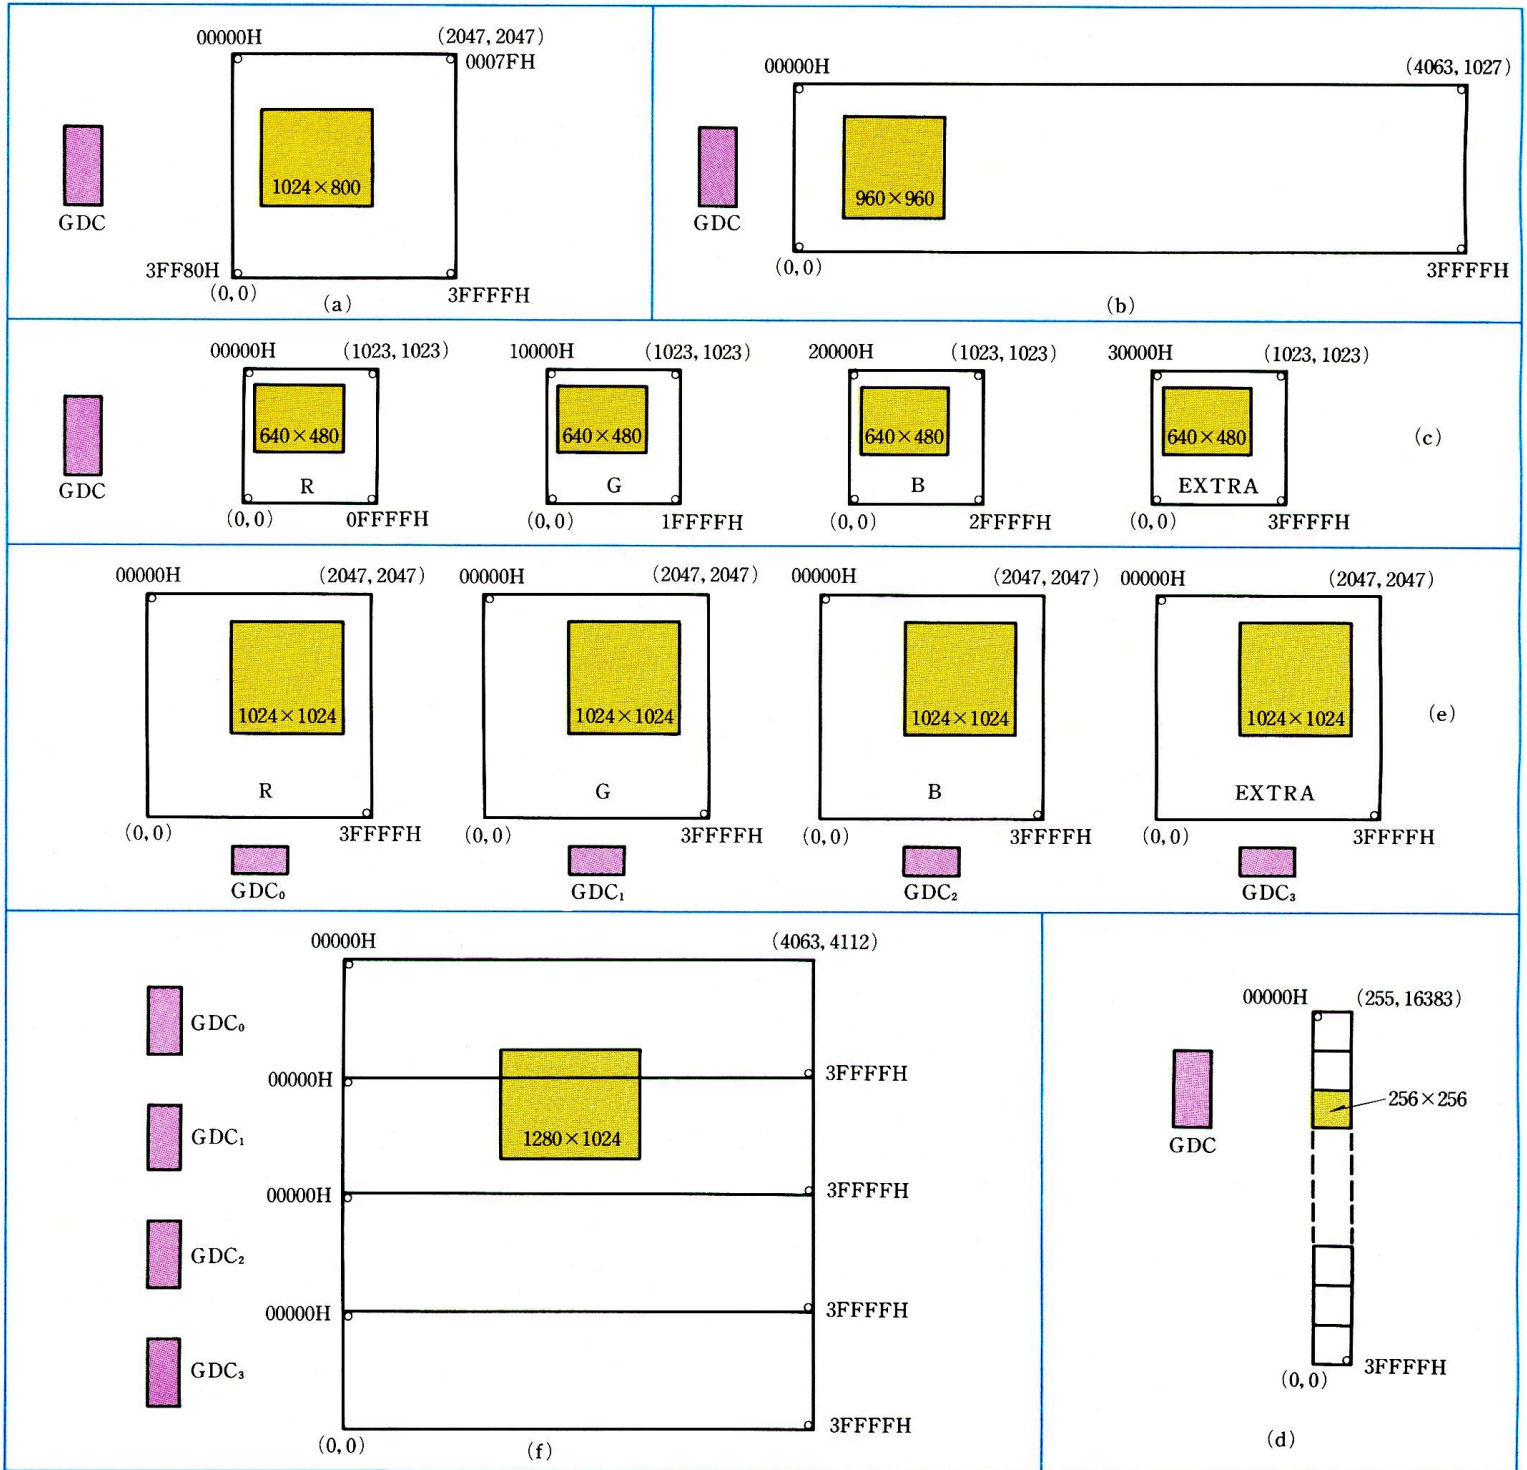 00000H (2047,2047)
0007FH
1024×800
GDC
3FF80H
(0,0) 3FFFFH
(a)
00000H (4063,1027)
960×960
GDC
(0,0) 3FFFFH
(b)
00000H (1023,1023) 10000H (1023,1023) 20000H (1023,1023) 30000H (1023,1023)
640×480 640×480 640×480 640×480
(c)
GDC R G B EXTRA
(0,0) 0FFFFH (0,0) 1FFFFH (0,0) 2FFFFH (0,0) 3FFFFH
00000H (2047,2047) 00000H (2047,2047) 00000H (2047,2047) 00000H (2047,2047)
1024×1024 1024×1024 1024×1024 1024×1024
(e)
R G B EXTRA
(0,0) 3FFFFH (0,0) 3FFFFH (0,0) 3FFFFH (0,0) 3FFFFH
GDC₀ GDC₁ GDC₂ GDC₃
00000H (4063,4112)
GDC₀
00000H 3FFFFH
GDC₁ 1280×1024
00000H 3FFFFH
GDC₂
00000H 3FFFFH
GDC₃
3FFFFH
(0,0)
(f)
00000H (255,16383)
256×256
GDC
3FFFFH
(0,0)
(d)